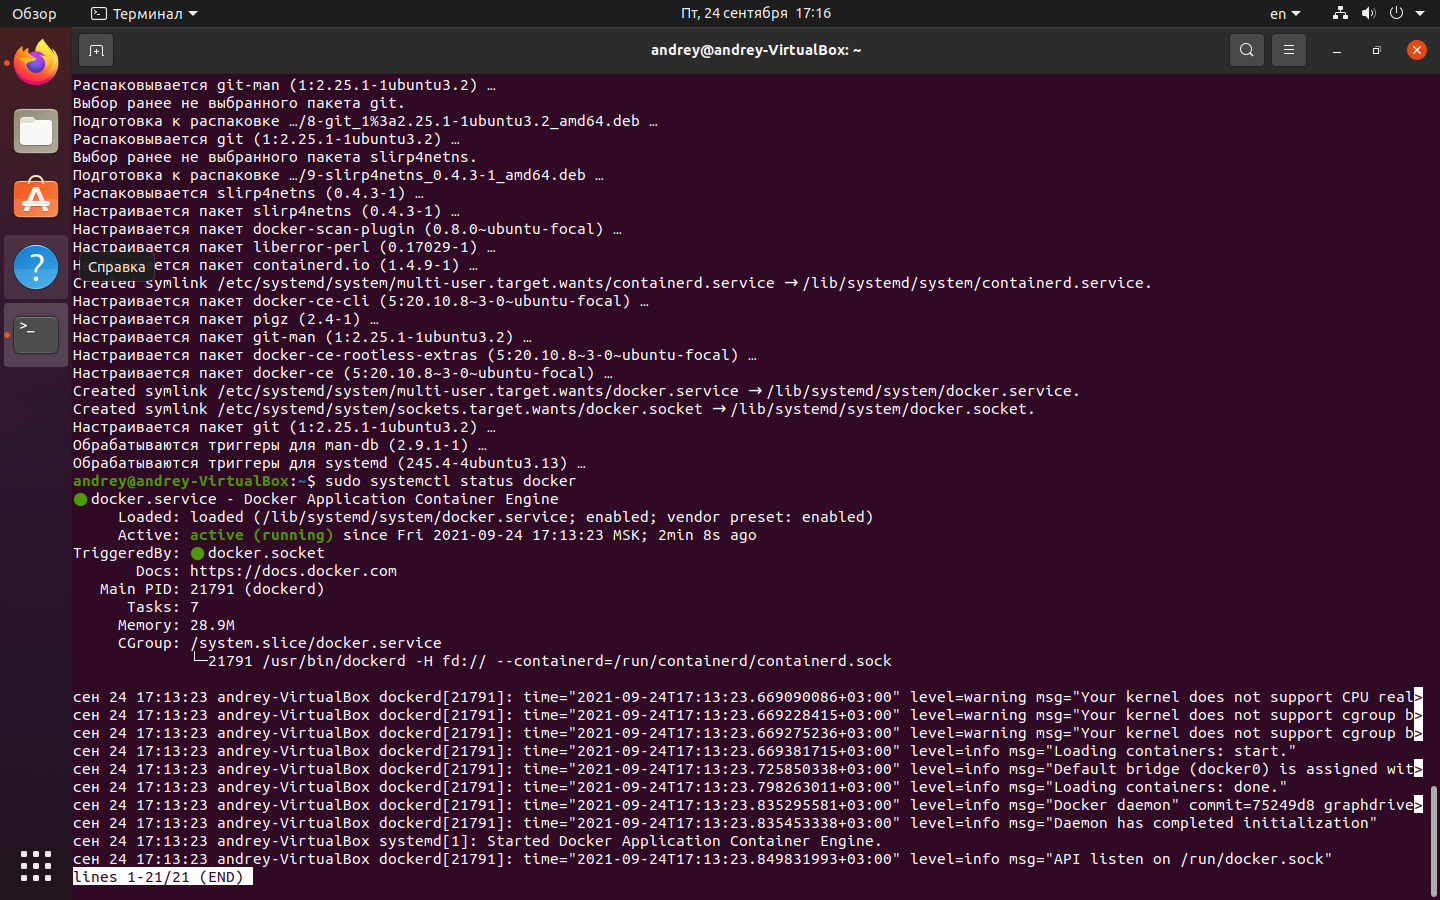 Обзор
Терминал
Пт, 24 сентября 17:16
en
andrey@andrey-VirtualBox: ~
Распаковывается git-man (1:2.25.1-1ubuntu3.2) …
Выбор ранее не выбранного пакета git.
Подготовка к распаковке …/8-git_1%3a2.25.1-1ubuntu3.2_amd64.deb …
Распаковывается git (1:2.25.1-1ubuntu3.2) …
Выбор ранее не выбранного пакета slirp4netns.
Подготовка к распаковке …/9-slirp4netns_0.4.3-1_amd64.deb …
Распаковывается slirp4netns (0.4.3-1) …
Настраивается пакет slirp4netns (0.4.3-1) …
Настраивается пакет docker-scan-plugin (0.8.0~ubuntu-focal) …
Настраивается пакет liberror-perl (0.17029-1) …
Справка
ется пакет containerd.io (1.4.9-1) …
Created symlink /etc/systemd/system/multi-user.target.wants/containerd.service → /lib/systemd/system/containerd.service.
Настраивается пакет docker-ce-cli (5:20.10.8~3-0~ubuntu-focal) …
Настраивается пакет pigz (2.4-1) …
Настраивается пакет git-man (1:2.25.1-1ubuntu3.2) …
Настраивается пакет docker-ce-rootless-extras (5:20.10.8~3-0~ubuntu-focal) …
Настраивается пакет docker-ce (5:20.10.8~3-0~ubuntu-focal) …
Created symlink /etc/systemd/system/multi-user.target.wants/docker.service → /lib/systemd/system/docker.service.
Created symlink /etc/systemd/system/sockets.target.wants/docker.socket → /lib/systemd/system/docker.socket.
Настраивается пакет git (1:2.25.1-1ubuntu3.2) …
Обрабатываются триггеры для man-db (2.9.1-1) …
Обрабатываются триггеры для systemd (245.4-4ubuntu3.13) …
andrey@andrey-VirtualBox:~$ sudo systemctl status docker
● docker.service - Docker Application Container Engine
Loaded: loaded (/lib/systemd/system/docker.service; enabled; vendor preset: enabled)
Active: active (running) since Fri 2021-09-24 17:13:23 MSK; 2min 8s ago
TriggeredBy: ● docker.socket
Docs: https://docs.docker.com
Main PID: 21791 (dockerd)
Tasks: 7
Memory: 28.9M
CGroup: /system.slice/docker.service
└─21791 /usr/bin/dockerd -H fd:// --containerd=/run/containerd/containerd.sock
сен 24 17:13:23 andrey-VirtualBox dockerd[21791]: time="2021-09-24T17:13:23.669090086+03:00" level=warning msg="Your kernel does not support CPU real>
сен 24 17:13:23 andrey-VirtualBox dockerd[21791]: time="2021-09-24T17:13:23.669228415+03:00" level=warning msg="Your kernel does not support cgroup b>
сен 24 17:13:23 andrey-VirtualBox dockerd[21791]: time="2021-09-24T17:13:23.669275236+03:00" level=warning msg="Your kernel does not support cgroup b>
сен 24 17:13:23 andrey-VirtualBox dockerd[21791]: time="2021-09-24T17:13:23.669381715+03:00" level=info msg="Loading containers: start."
сен 24 17:13:23 andrey-VirtualBox dockerd[21791]: time="2021-09-24T17:13:23.725850338+03:00" level=info msg="Default bridge (docker0) is assigned wit>
сен 24 17:13:23 andrey-VirtualBox dockerd[21791]: time="2021-09-24T17:13:23.798263011+03:00" level=info msg="Loading containers: done."
сен 24 17:13:23 andrey-VirtualBox dockerd[21791]: time="2021-09-24T17:13:23.835295581+03:00" level=info msg="Docker daemon" commit=75249d8 graphdrive>
сен 24 17:13:23 andrey-VirtualBox dockerd[21791]: time="2021-09-24T17:13:23.835453338+03:00" level=info msg="Daemon has completed initialization"
сен 24 17:13:23 andrey-VirtualBox systemd[1]: Started Docker Application Container Engine.
сен 24 17:13:23 andrey-VirtualBox dockerd[21791]: time="2021-09-24T17:13:23.849831993+03:00" level=info msg="API listen on /run/docker.sock"
lines 1-21/21 (END)